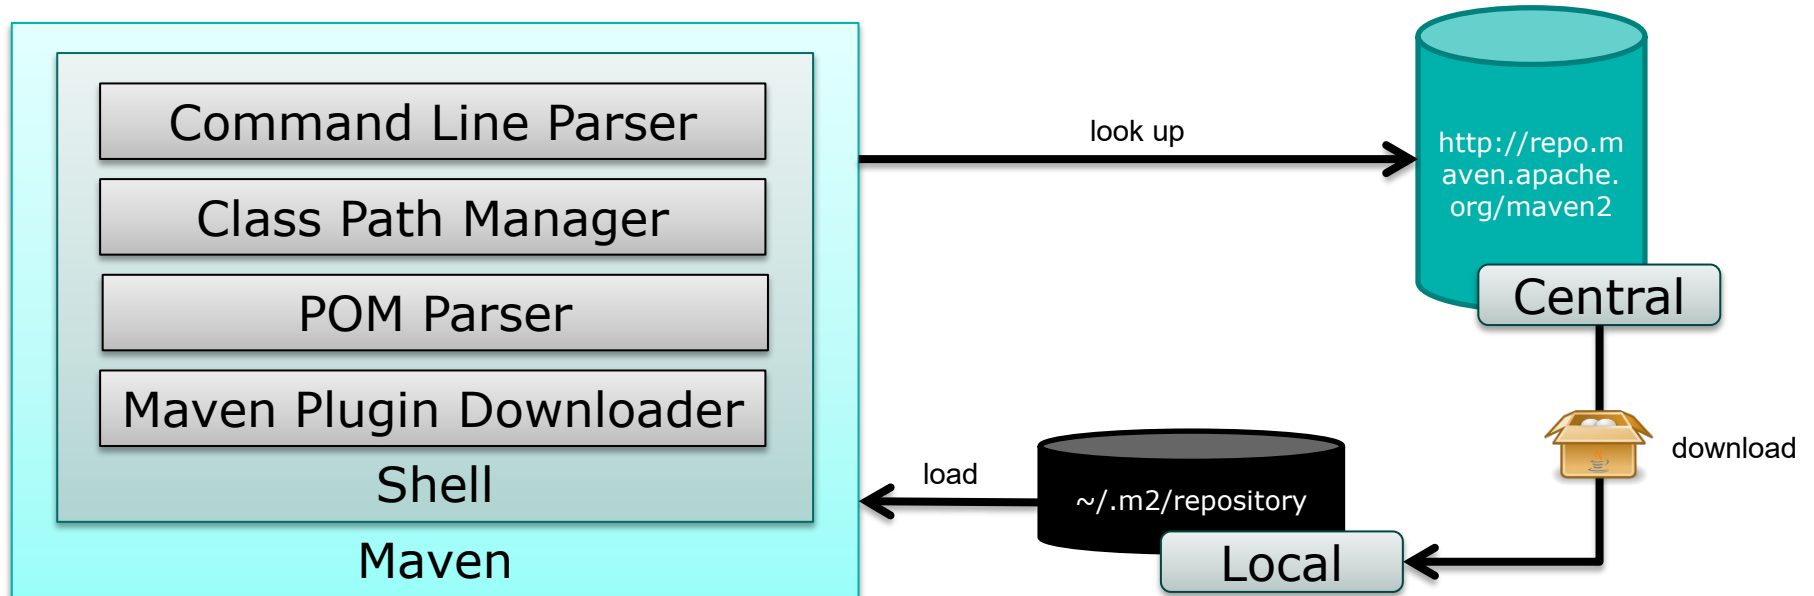 Command Line Parser
Class Path Manager
POM Parser
Maven Plugin Downloader
Shell
Maven
look up
http://repo.m
aven.apache.
org/maven2
Central
download
load
~/.m2/repository
Local